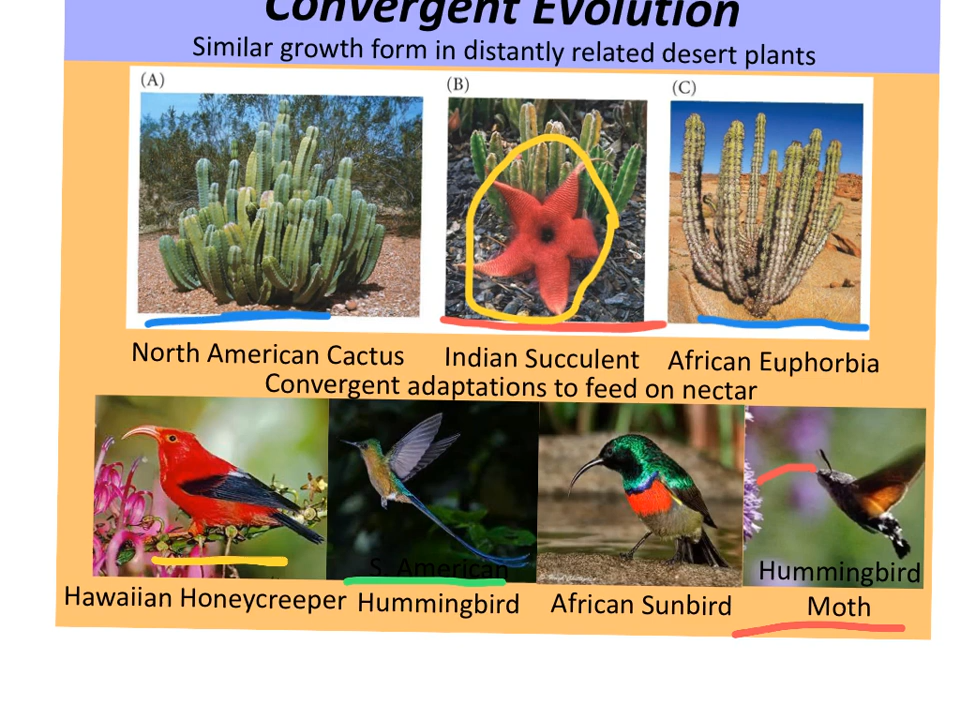 Convergent Evolution
Similar growth form in distantly related desert plants
(A) (B) (C)
North American Cactus Indian Succulent African Euphorbia
Convergent adaptations to feed on nectar
S. American Hummingbird
Hawaiian Honeycreeper Hummingbird African Sunbird Moth